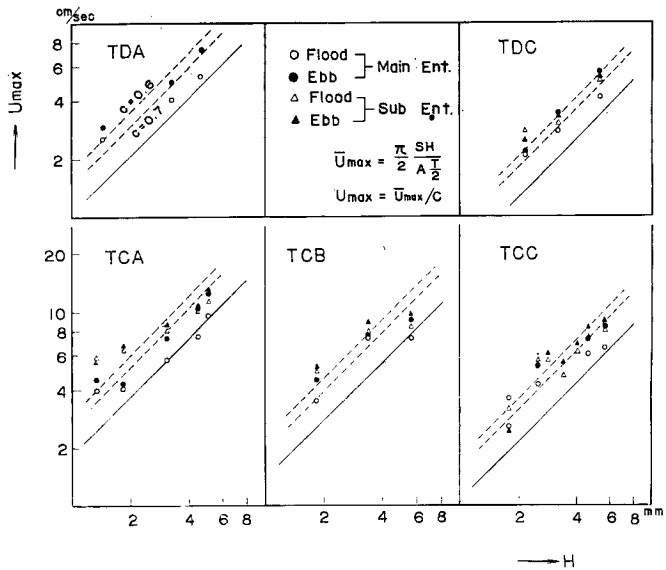 cm/sec
8
4
2
Umax
TDA
c=0.6
c=0.7
○ Flood
● Ebb
Main Ent.
△ Flood
▲ Ebb
Sub Ent.
Ūmax = π/2 SH/(A T/2)
Umax = Ūmax/C
TDC
20
10
8
6
4
2
TCA
TCB
TCC
2 4 6 8
2 4 6 8
2 4 6 8 mm
H